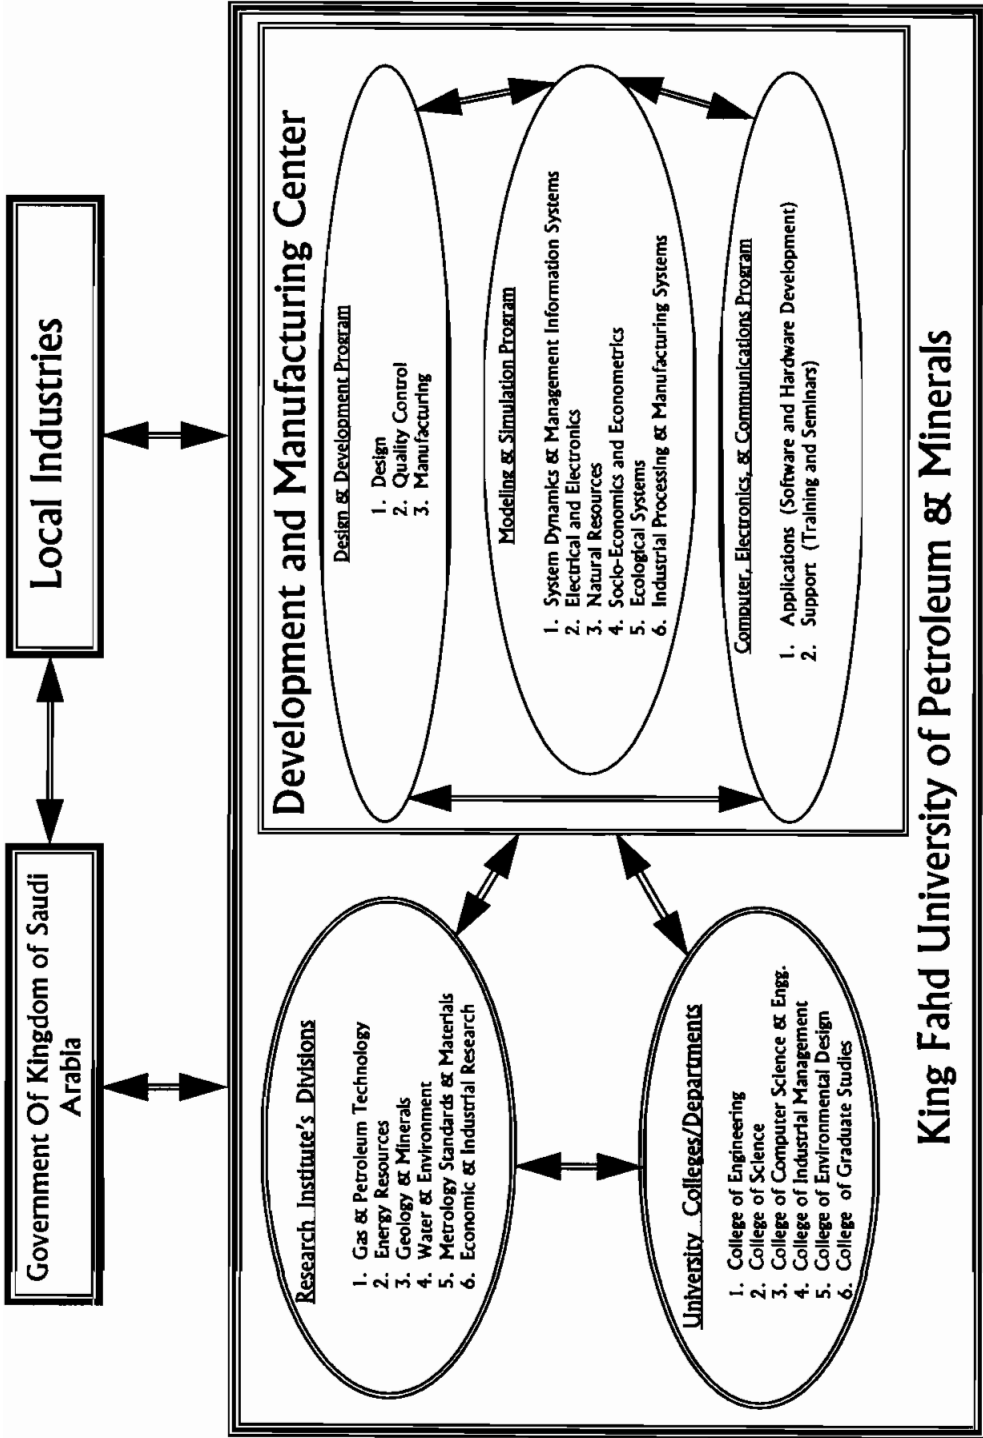 Government Of Kingdom of Saudi
Arabia
Local Industries
Research Institute's Divisions
1. Gas & Petroleum Technology
2. Energy Resources
3. Geology & Minerals
4. Water & Environment
5. Metrology Standards & Materials
6. Economic & Industrial Research
University Colleges/Departments
1. College of Engineering
2. College of Science
3. College of Computer Science & Engg.
4. College of Industrial Management
5. College of Environmental Design
6. College of Graduate Studies
Development and Manufacturing Center
Design & Development Program
1. Design
2. Quality Control
3. Manufacturing
Modeling & Simulation Program
1. System Dynamics & Management Information Systems
2. Electrical and Electronics
3. Natural Resources
4. Socio-Economics and Econometrics
5. Ecological Systems
6. Industrial Processing & Manufacturing Systems
Computer, Electronics, & Communications Program
1. Applications (Software and Hardware Development)
2. Support (Training and Seminars)
King Fahd University of Petroleum & Minerals